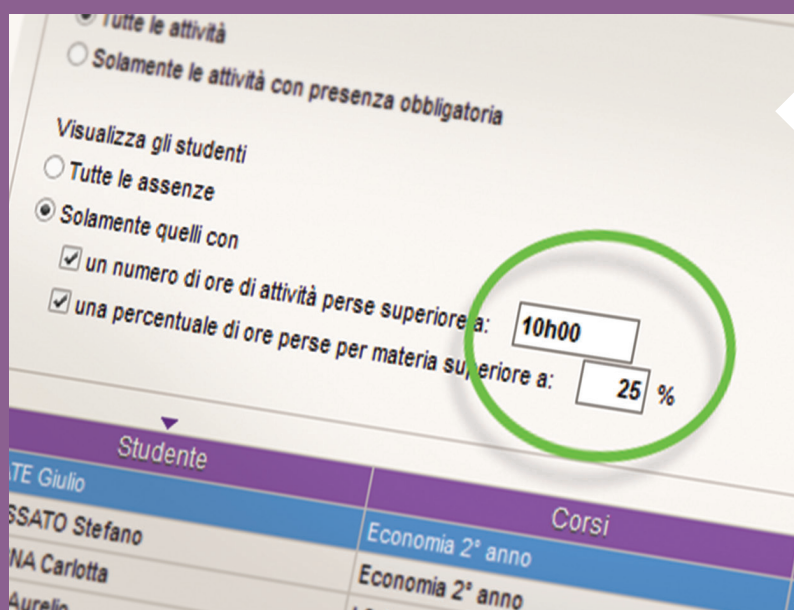 Tutte le attività
Solamente le attività con presenza obbligatoria
Visualizza gli studenti
Tutte le assenze
Solamente quelli con
un numero di ore di attività perse superiore a: 10h00
una percentuale di ore perse per materia superiore a: 25 %
Studente Corsi
TE Giulio Economia 2° anno
SSATO Stefano Economia 2° anno
NA Carlotta
Aurelio